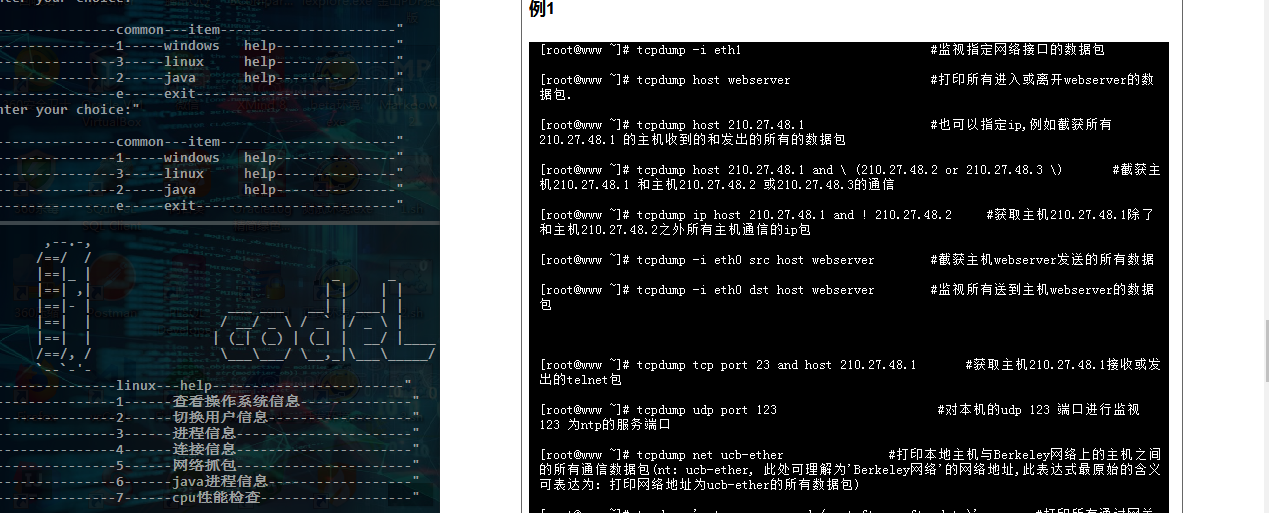 nter your choice:
---------------common---item----------------------"
---------------1-----windows   help---------------"
---------------3-----linux     help---------------"
---------------2-----java      help---------------"
---------------e-----exit-------------------------"
nter your choice:"
---------------common---item----------------------"
---------------1-----windows   help---------------"
---------------3-----linux     help---------------"
---------------2-----java      help---------------"
---------------e-----exit-------------------------"
---------------linux---help------------------------"
---------------1------查看操作系统信息--------------"
---------------2------切换用户信息------------------"
---------------3------进程信息----------------------"
---------------4------连接信息----------------------"
---------------5------网络抓包----------------------"
---------------6------java进程信息------------------"
---------------7------cpu性能检查-------------------"
例1
[root@www ~]# tcpdump -i eth1 #监视指定网络接口的数据包
[root@www ~]# tcpdump host webserver #打印所有进入或离开webserver的数
据包.
[root@www ~]# tcpdump host 210.27.48.1 #也可以指定ip,例如截获所有
210.27.48.1 的主机收到的和发出的所有的数据包
[root@www ~]# tcpdump host 210.27.48.1 and \ (210.27.48.2 or 210.27.48.3 \) #截获主
机210.27.48.1 和主机210.27.48.2 或210.27.48.3的通信
[root@www ~]# tcpdump ip host 210.27.48.1 and ! 210.27.48.2 #获取主机210.27.48.1除了
和主机210.27.48.2之外所有主机通信的ip包
[root@www ~]# tcpdump -i eth0 src host webserver #截获主机webserver发送的所有数据
[root@www ~]# tcpdump -i eth0 dst host webserver #监视所有送到主机webserver的数据
包
[root@www ~]# tcpdump tcp port 23 and host 210.27.48.1 #获取主机210.27.48.1接收或发
出的telnet包
[root@www ~]# tcpdump udp port 123 #对本机的udp 123 端口进行监视
123 为ntp的服务端口
[root@www ~]# tcpdump net ucb-ether #打印本地主机与Berkeley网络上的主机之间
的所有通信数据包(nt: ucb-ether, 此处可理解为'Berkeley网络'的网络地址,此表达式最原始的含义
可表达为: 打印网络地址为ucb-ether的所有数据包)